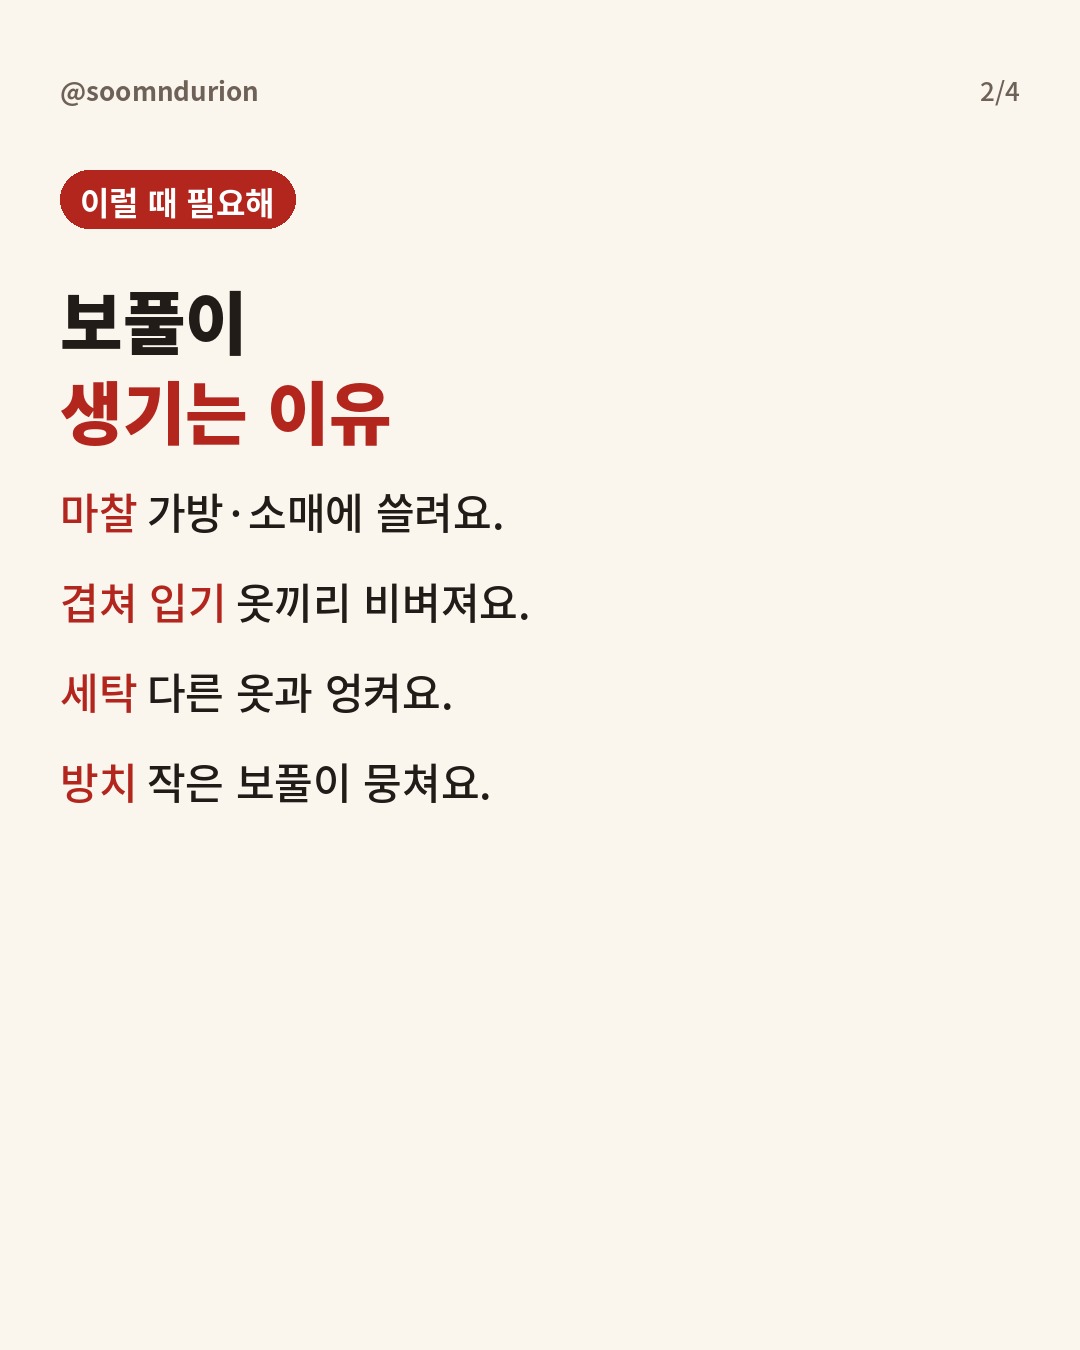 @soomndurion
2/4
이럴 때 필요해
보풀이
생기는 이유
마찰 가방·소매에 쓸려요.
겹쳐 입기 옷끼리 비벼져요.
세탁 다른 옷과 엉켜요.
방치 작은 보풀이 뭉쳐요.